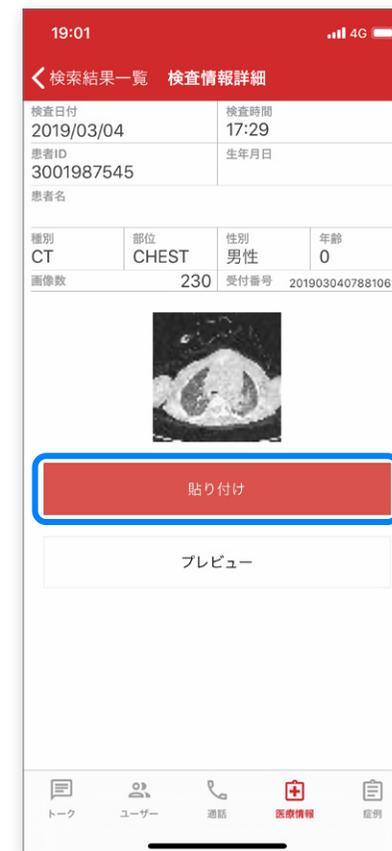 19:01 4G
検索結果一覧 検査情報詳細
検査日付 検査時間
2019/03/04 17:29
患者ID 生年月日
3001987545
患者名
種別 部位 性別 年齢
CT CHEST 男性 0
画像数 230 受付番号 201903040788106
貼り付け
プレビュー
トーク ユーザー 通話 医療情報 症例